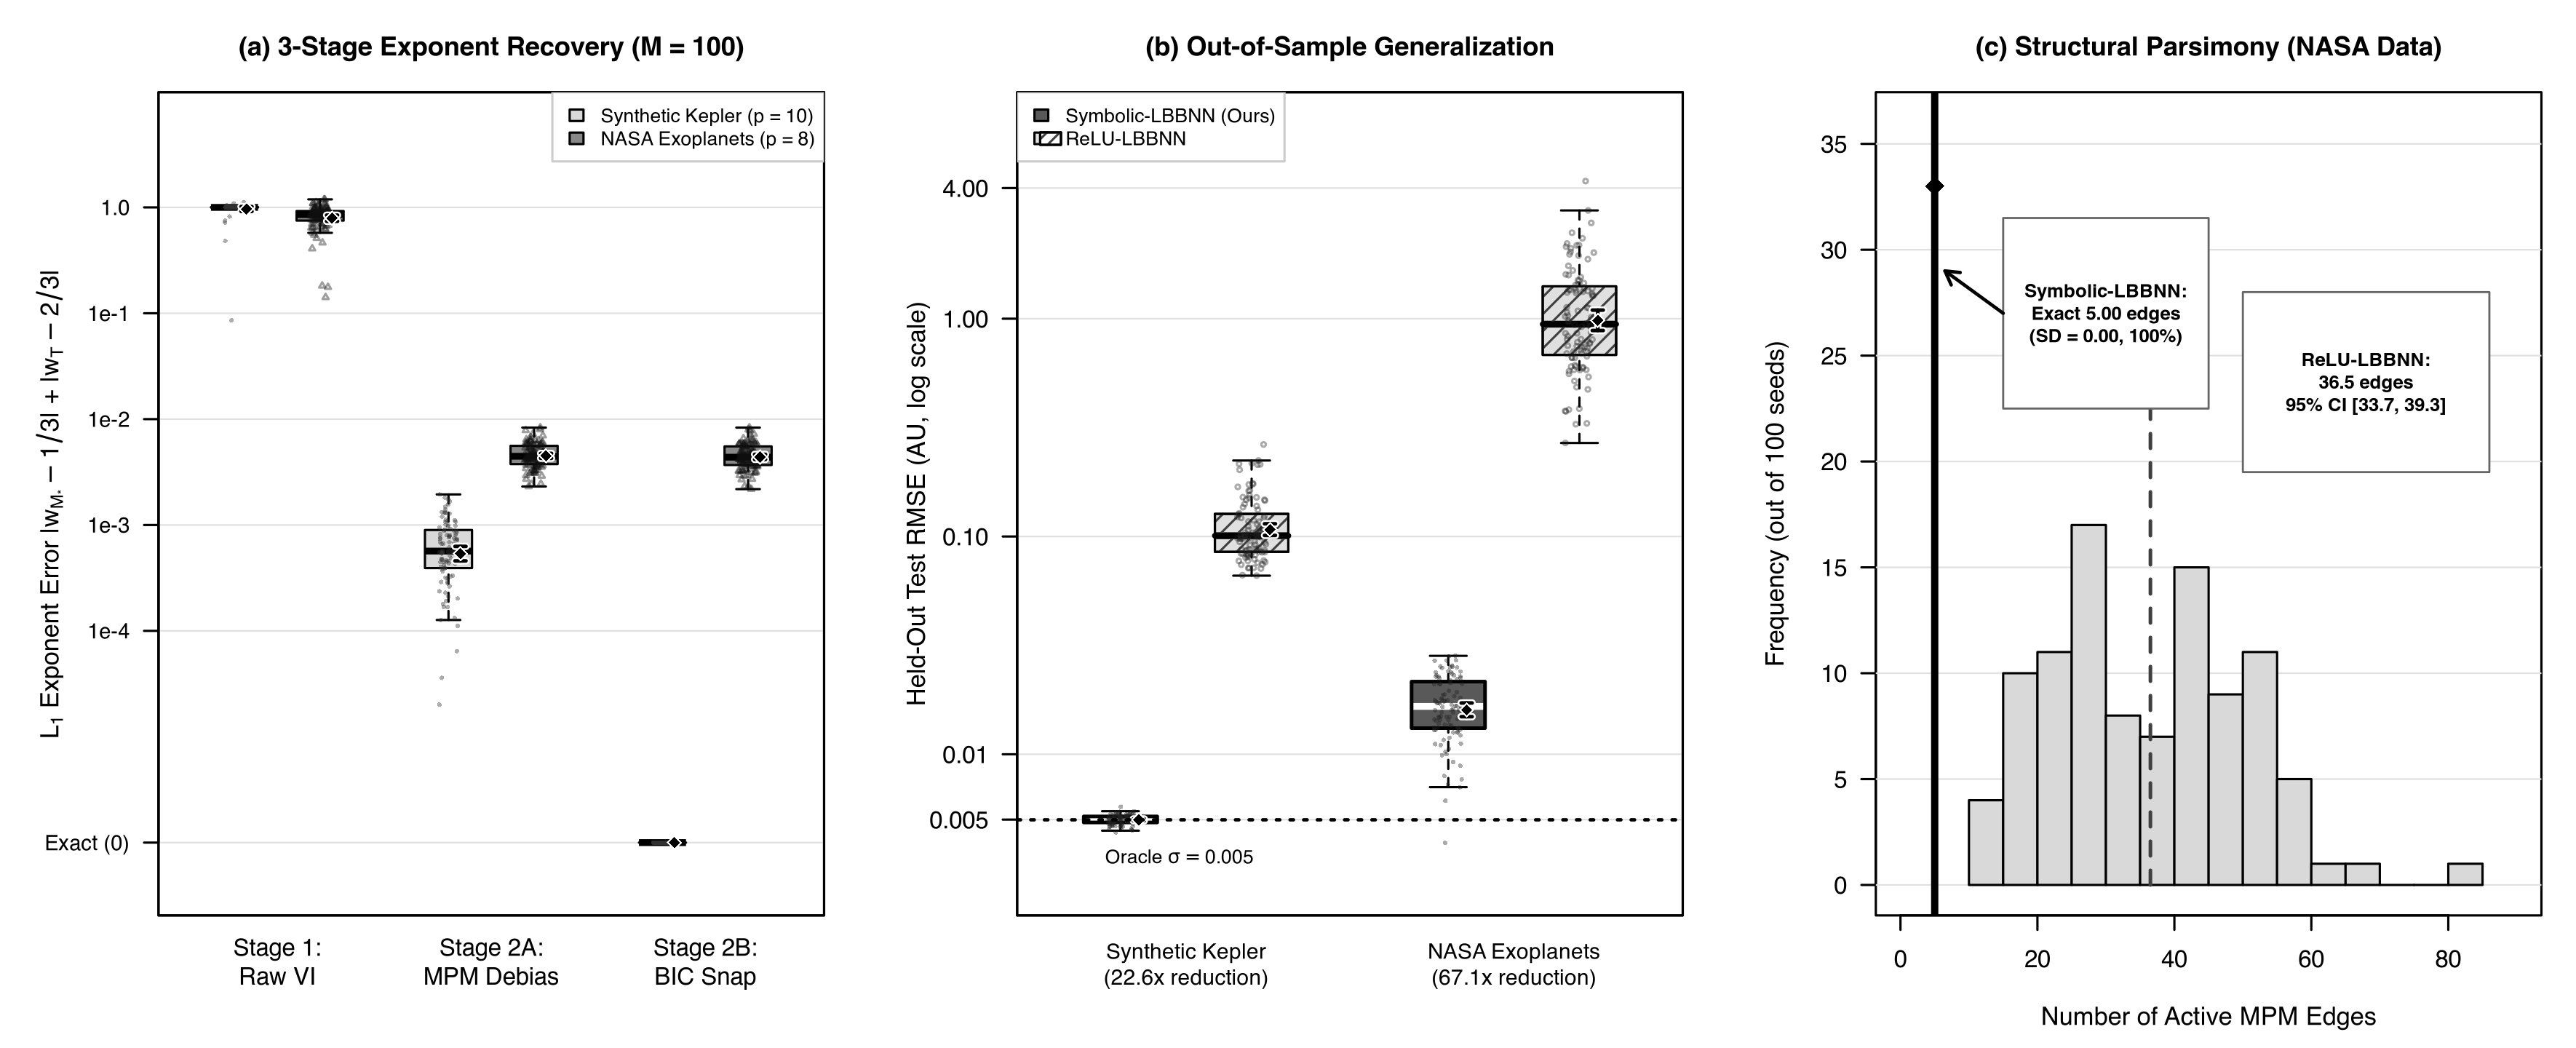 (a) 3-Stage Exponent Recovery (M = 100)
L1 Exponent Error |wM* − 1/3| + |wT − 2/3|
Synthetic Kepler (p = 10)
NASA Exoplanets (p = 8)
1.0
1e-1
1e-2
1e-3
1e-4
Exact (0)
Stage 1:
Raw VI
Stage 2A:
MPM Debias
Stage 2B:
BIC Snap
(b) Out-of-Sample Generalization
Held-Out Test RMSE (AU, log scale)
Symbolic-LBBNN (Ours)
ReLU-LBBNN
4.00
1.00
0.10
0.01
0.005
Oracle σ = 0.005
Synthetic Kepler
(22.6x reduction)
NASA Exoplanets
(67.1x reduction)
(c) Structural Parsimony (NASA Data)
Frequency (out of 100 seeds)
35
30
25
20
15
10
5
0
Symbolic-LBBNN:
Exact 5.00 edges
(SD = 0.00, 100%)
ReLU-LBBNN:
36.5 edges
95% CI [33.7, 39.3]
0 20 40 60 80
Number of Active MPM Edges